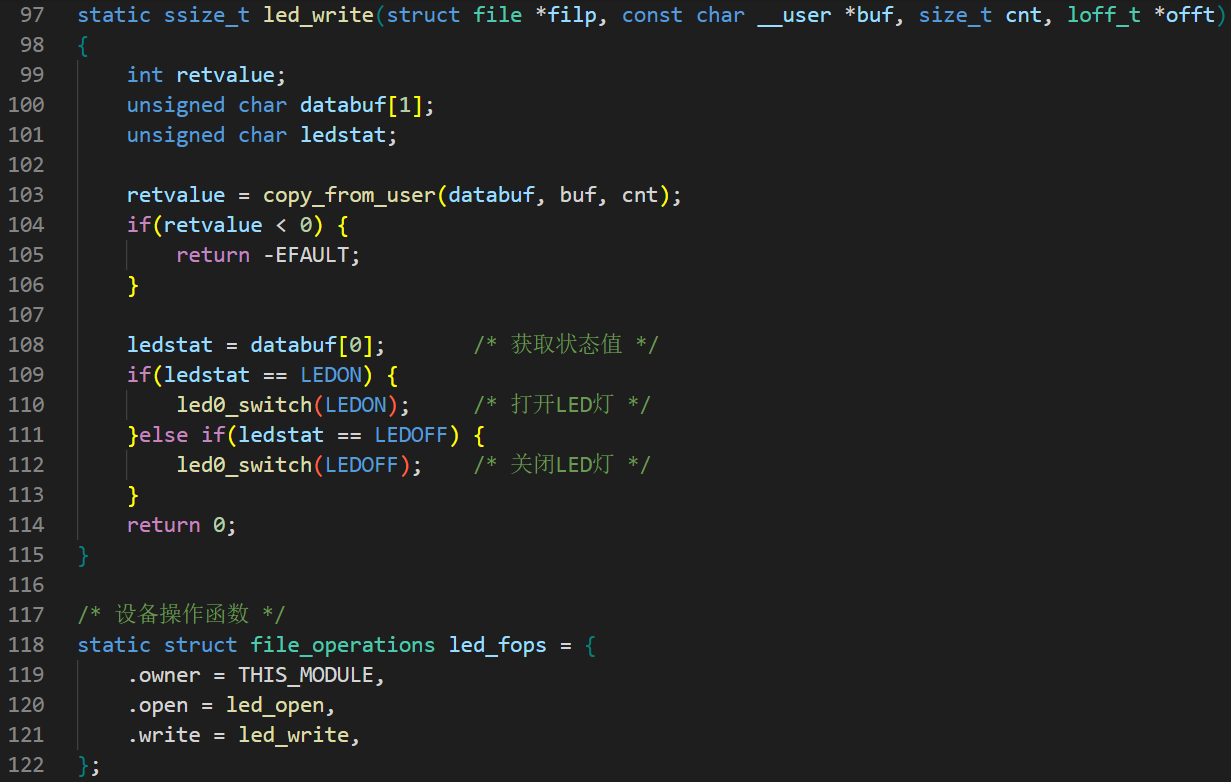 97 static ssize_t led_write(struct file *filp, const char __user *buf, size_t cnt, loff_t *offt)
98 {
99     int retvalue;
100     unsigned char databuf[1];
101     unsigned char ledstat;
102
103     retvalue = copy_from_user(databuf, buf, cnt);
104     if(retvalue < 0) {
105         return -EFAULT;
106     }
107
108     ledstat = databuf[0];       /* 获取状态值 */
109     if(ledstat == LEDON) {
110         led0_switch(LEDON);     /* 打开LED灯 */
111     }else if(ledstat == LEDOFF) {
112         led0_switch(LEDOFF);    /* 关闭LED灯 */
113     }
114     return 0;
115 }
116
117 /* 设备操作函数 */
118 static struct file_operations led_fops = {
119     .owner = THIS_MODULE,
120     .open = led_open,
121     .write = led_write,
122 };